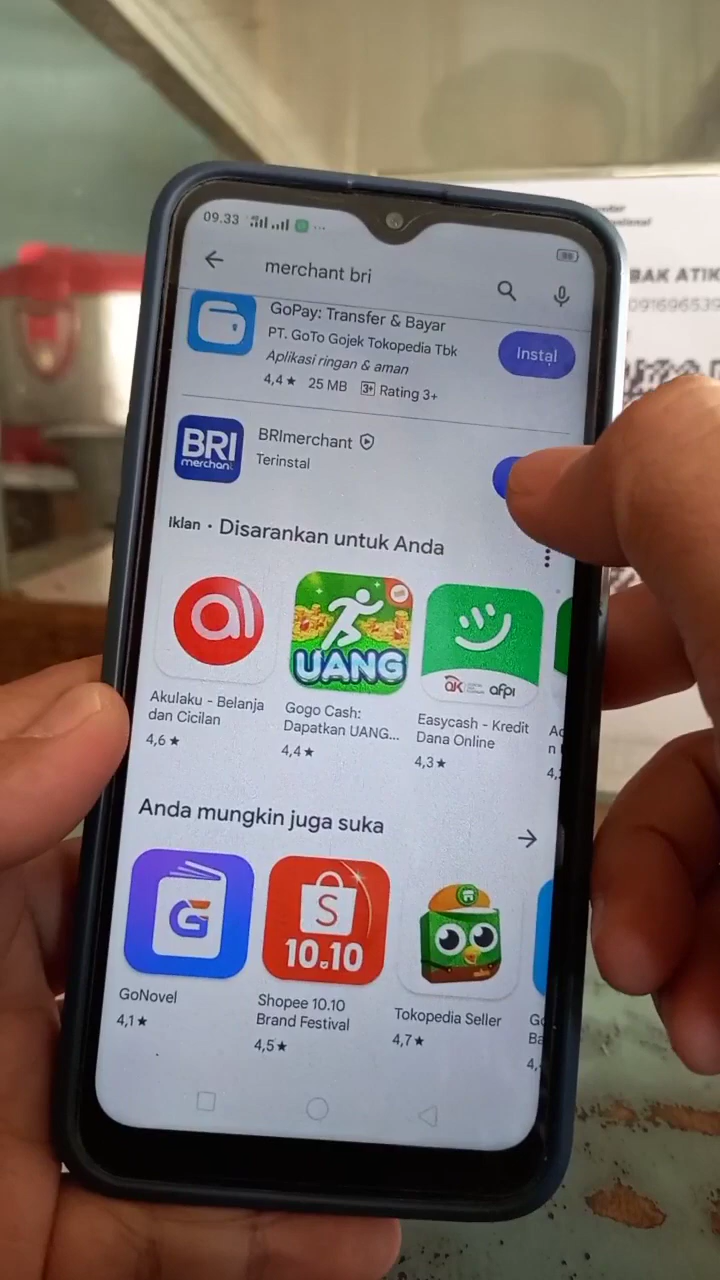 09.33
merchant bri
GoPay: Transfer & Bayar
PT. GoTo Gojek Tokopedia Tbk
Instal
Aplikasi ringan & aman
4,4★ 25 MB 3+ Rating 3+
BRI
merchant
BRImerchant
Terinstal
Iklan · Disarankan untuk Anda
al
UANG
afpi
Akulaku - Belanja
dan Cicilan
4,6★
Gogo Cash:
Dapatkan UANG...
4,4★
Easycash - Kredit
Dana Online
4,3★
Anda mungkin juga suka
G
S
10.10
GoNovel
4,1★
Shopee 10.10
Brand Festival
4,5★
Tokopedia Seller
4,7★
BAK ATIK